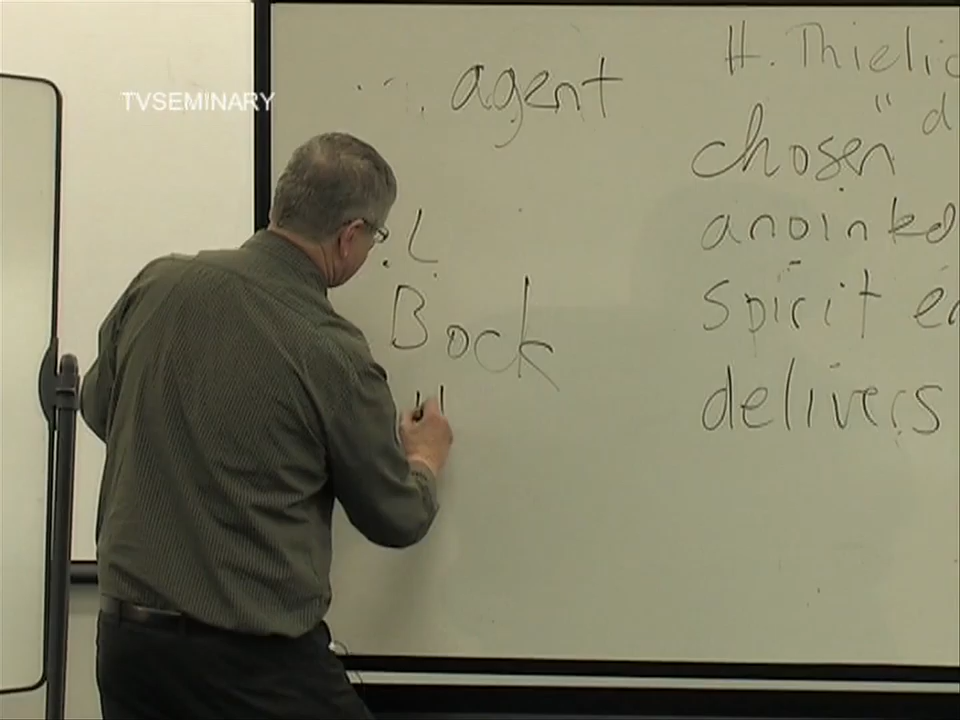 TVSEMINARY
agent
H. Thielic
" d
chosen
anointed
L
Bock
spirit e
delivers